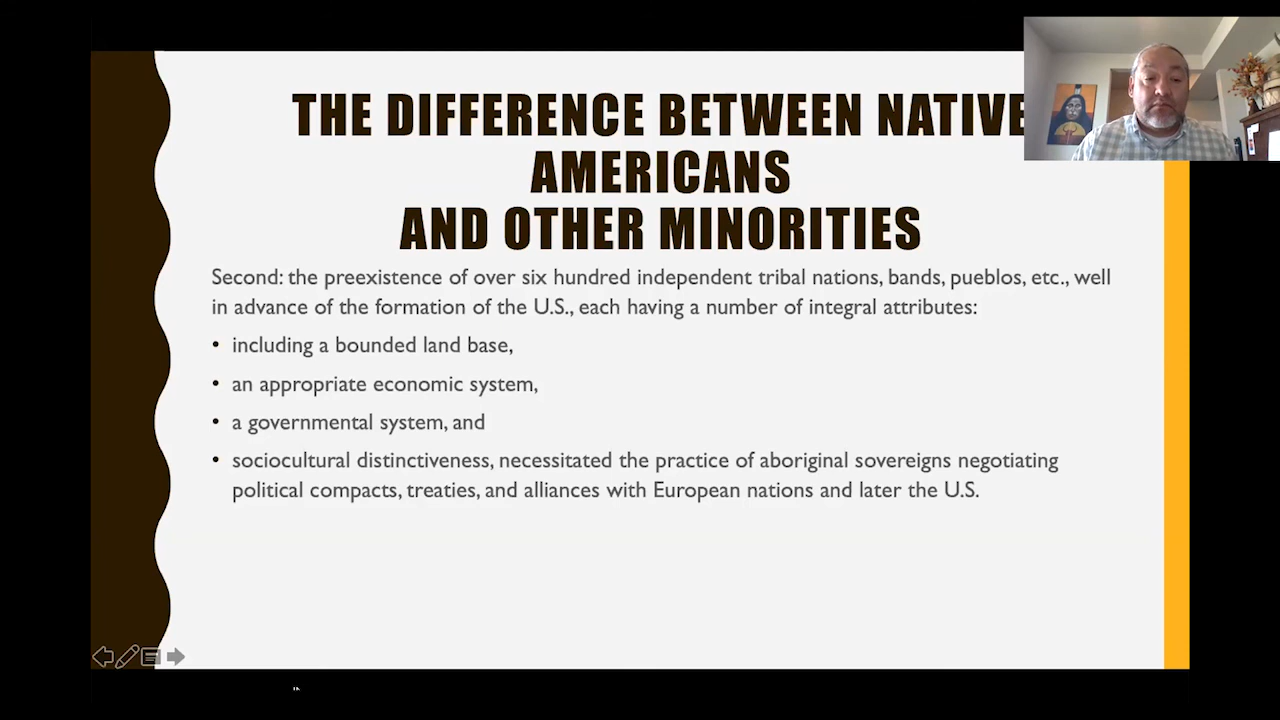 THE DIFFERENCE BETWEEN NATIVE
AMERICANS
AND OTHER MINORITIES
Second: the preexistence of over six hundred independent tribal nations, bands, pueblos, etc., well
in advance of the formation of the U.S., each having a number of integral attributes:
• including a bounded land base,
• an appropriate economic system,
• a governmental system, and
• sociocultural distinctiveness, necessitated the practice of aboriginal sovereigns negotiating
political compacts, treaties, and alliances with European nations and later the U.S.